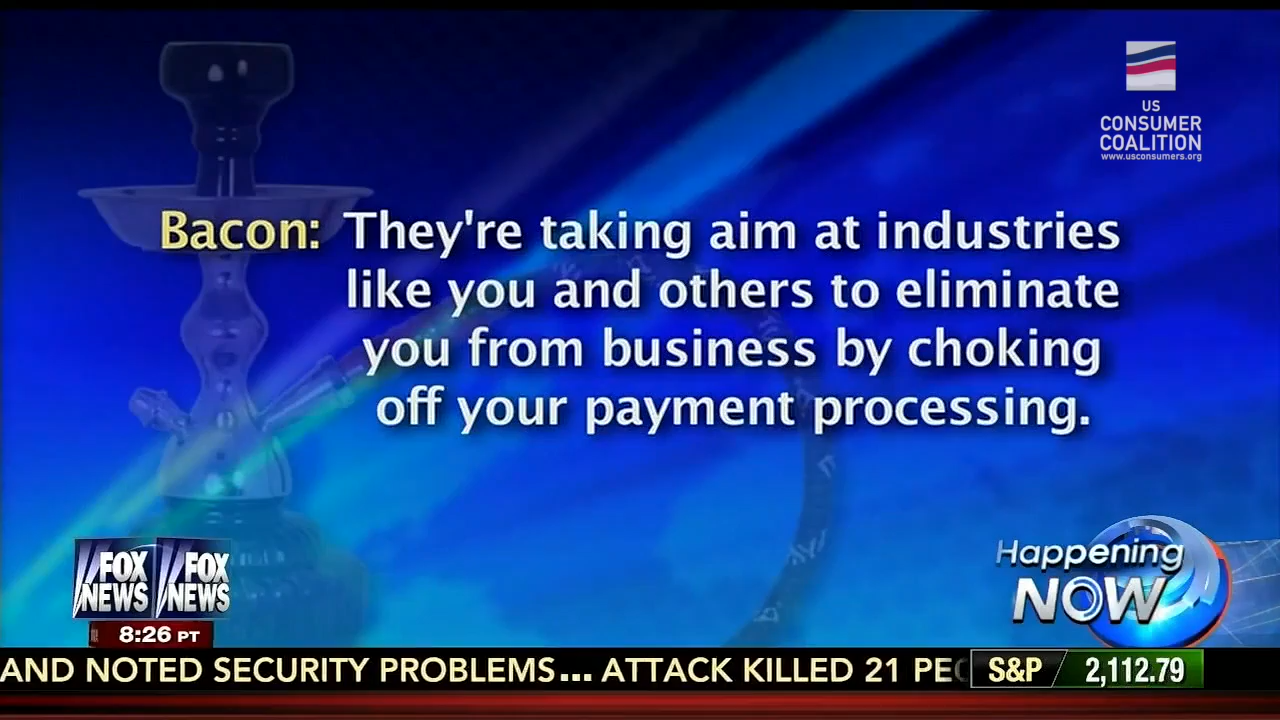 US
CONSUMER
COALITION
www.usconsumers.org
Bacon: They're taking aim at industries
like you and others to eliminate
you from business by choking
off your payment processing.
FOX NEWS FOX NEWS
8:26 PT
Happening
NOW
AND NOTED SECURITY PROBLEMS... ATTACK KILLED 21
S&P 2,112.79